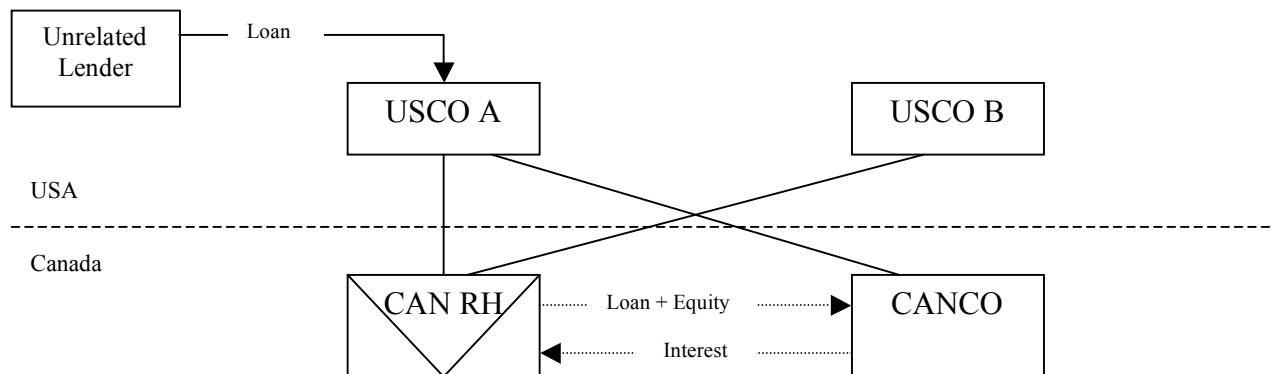 Unrelated
Lender
Loan
USCO A
USCO B
USA
Canada
CAN RH
Loan + Equity
CANCO
Interest